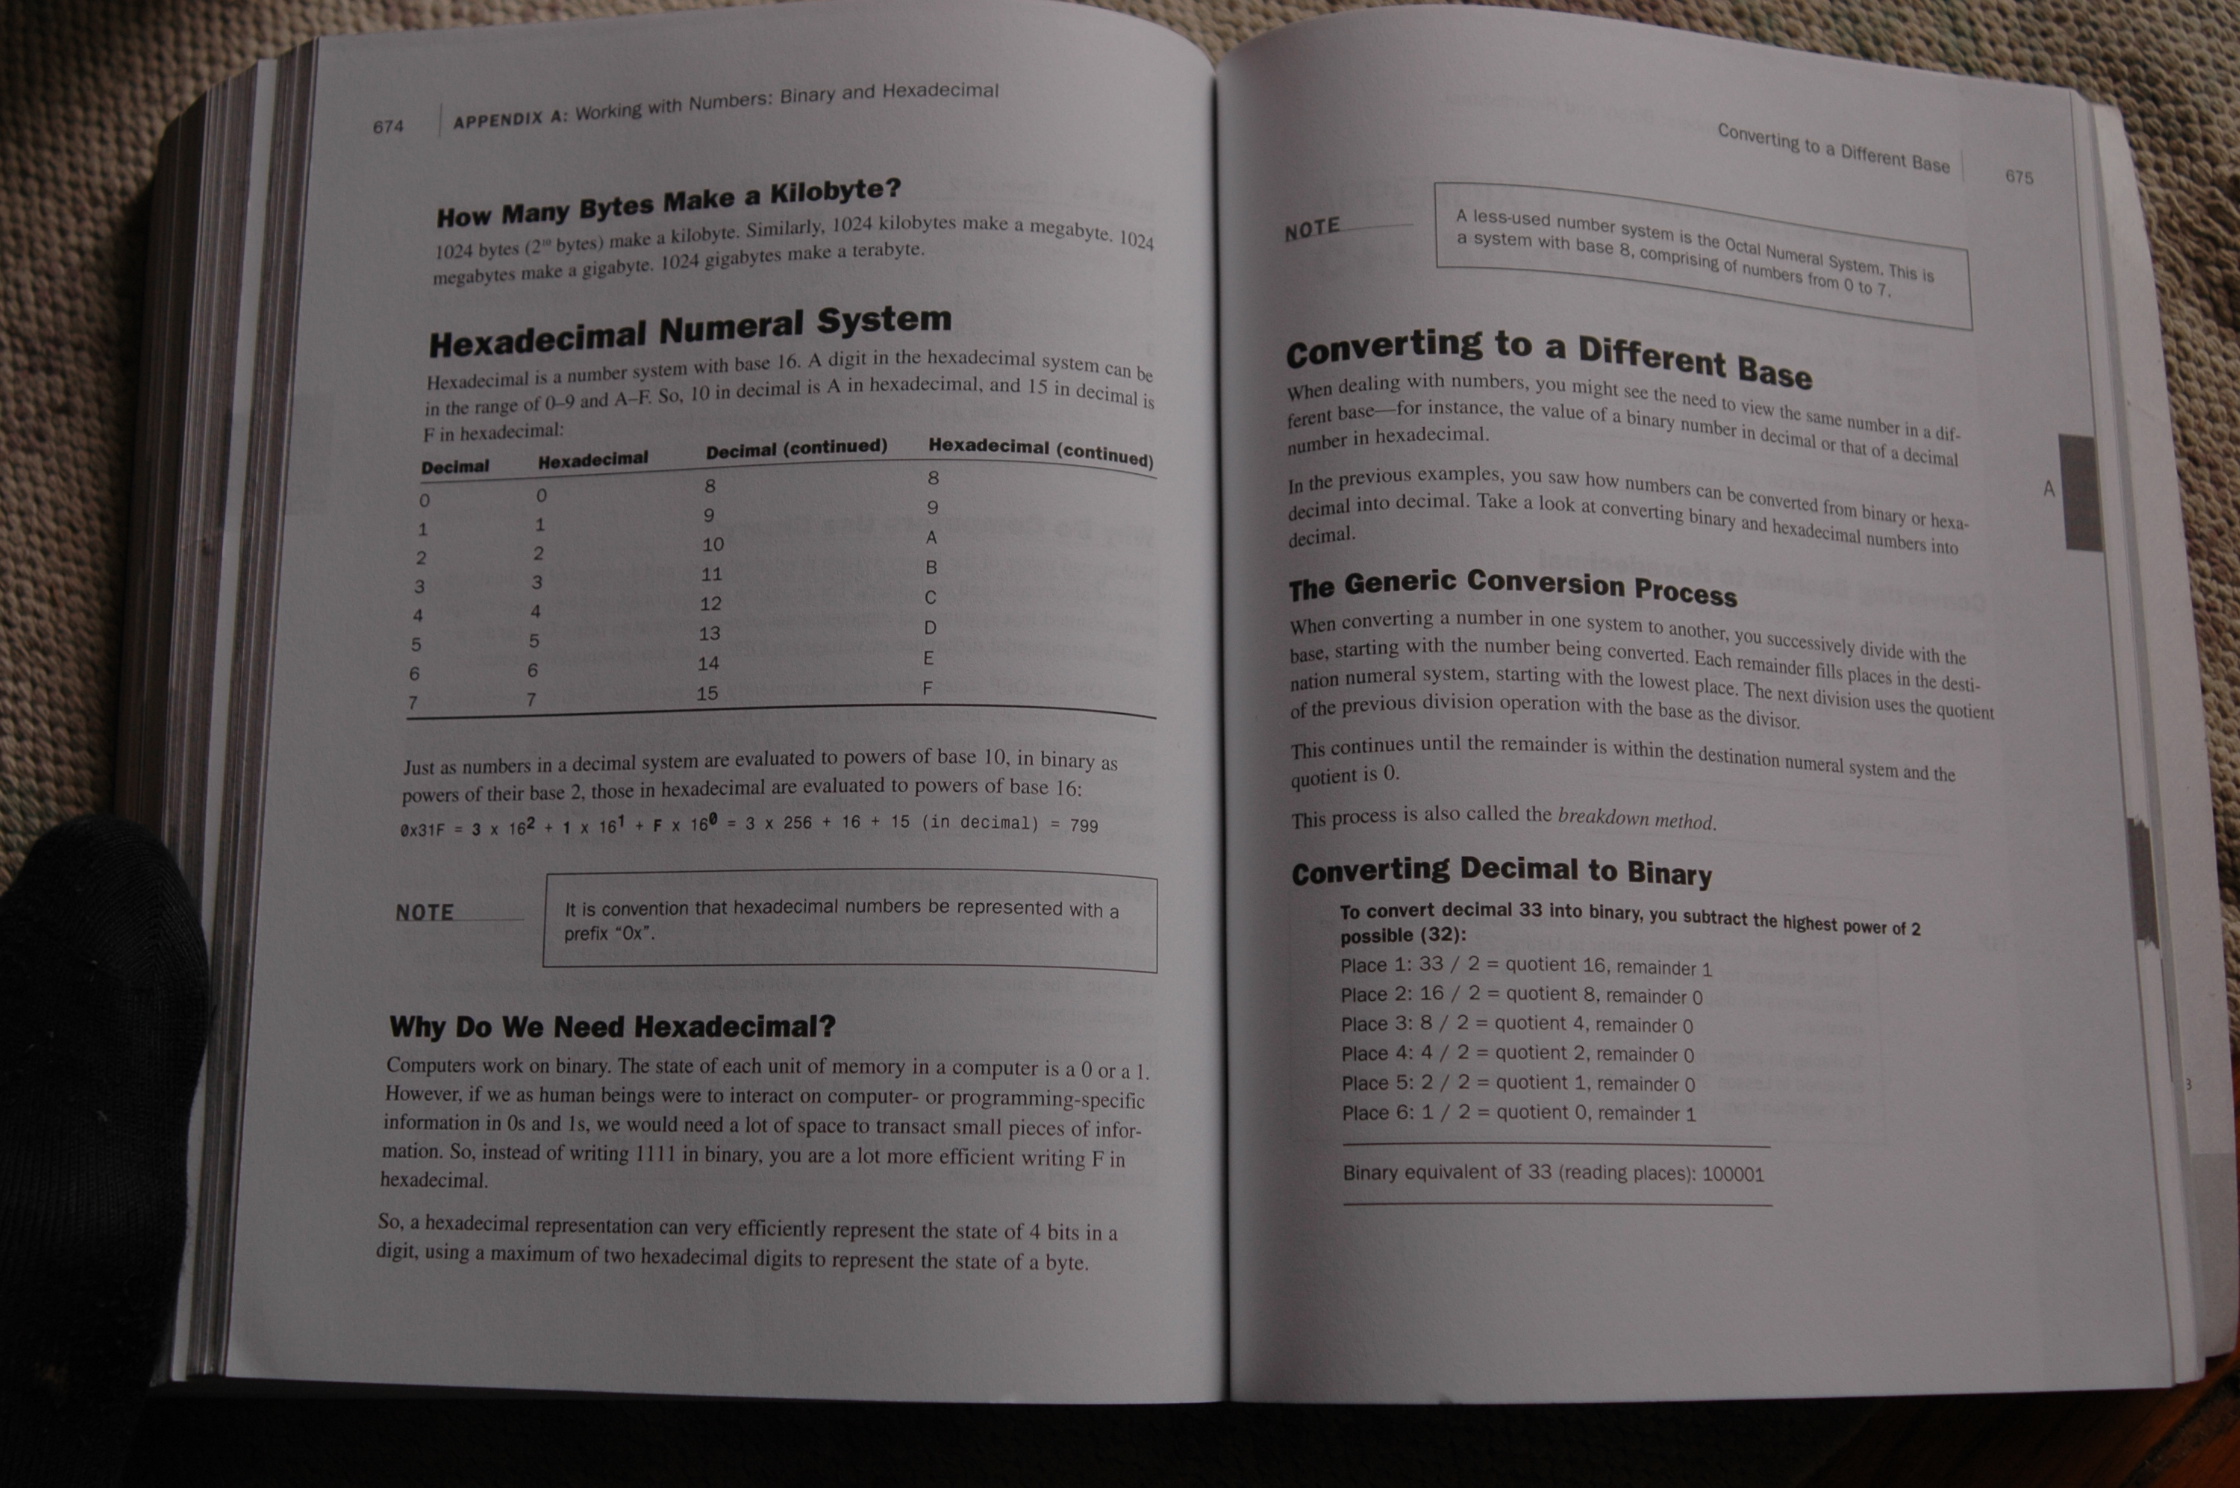 674 APPENDIX A: Working with Numbers: Binary and Hexadecimal
How Many Bytes Make a Kilobyte?
1024 bytes (2¹⁰ bytes) make a kilobyte. Similarly, 1024 kilobytes make a megabyte. 1024
megabytes make a gigabyte. 1024 gigabytes make a terabyte.
Hexadecimal Numeral System
Hexadecimal is a number system with base 16. A digit in the hexadecimal system can be
in the range of 0–9 and A–F. So, 10 in decimal is A in hexadecimal, and 15 in decimal is
F in hexadecimal:
Decimal Hexadecimal Decimal (continued) Hexadecimal (continued)
0 0 8 8
1 1 9 9
2 2 10 A
3 3 11 B
4 4 12 C
5 5 13 D
6 6 14 E
7 7 15 F
Just as numbers in a decimal system are evaluated to powers of base 10, in binary as
powers of their base 2, those in hexadecimal are evaluated to powers of base 16:
0x31F = 3 x 16² + 1 x 16¹ + F x 16⁰ = 3 x 256 + 16 + 15 (in decimal) = 799
NOTE It is convention that hexadecimal numbers be represented with a
prefix “0x”.
Why Do We Need Hexadecimal?
Computers work on binary. The state of each unit of memory in a computer is a 0 or a 1.
However, if we as human beings were to interact on computer- or programming-specific
information in 0s and 1s, we would need a lot of space to transact small pieces of infor-
mation. So, instead of writing 1111 in binary, you are a lot more efficient writing F in
hexadecimal.
So, a hexadecimal representation can very efficiently represent the state of 4 bits in a
digit, using a maximum of two hexadecimal digits to represent the state of a byte.
Converting to a Different Base 675
NOTE A less-used number system is the Octal Numeral System. This is
a system with base 8, comprising of numbers from 0 to 7.
Converting to a Different Base
When dealing with numbers, you might see the need to view the same number in a dif-
ferent base—for instance, the value of a binary number in decimal or that of a decimal
number in hexadecimal.
In the previous examples, you saw how numbers can be converted from binary or hexa-
decimal into decimal. Take a look at converting binary and hexadecimal numbers into
decimal.
A
The Generic Conversion Process
When converting a number in one system to another, you successively divide with the
base, starting with the number being converted. Each remainder fills places in the desti-
nation numeral system, starting with the lowest place. The next division uses the quotient
of the previous division operation with the base as the divisor.
This continues until the remainder is within the destination numeral system and the
quotient is 0.
This process is also called the breakdown method.
Converting Decimal to Binary
To convert decimal 33 into binary, you subtract the highest power of 2
possible (32):
Place 1: 33 / 2 = quotient 16, remainder 1
Place 2: 16 / 2 = quotient 8, remainder 0
Place 3: 8 / 2 = quotient 4, remainder 0
Place 4: 4 / 2 = quotient 2, remainder 0
Place 5: 2 / 2 = quotient 1, remainder 0
Place 6: 1 / 2 = quotient 0, remainder 1
Binary equivalent of 33 (reading places): 100001
3